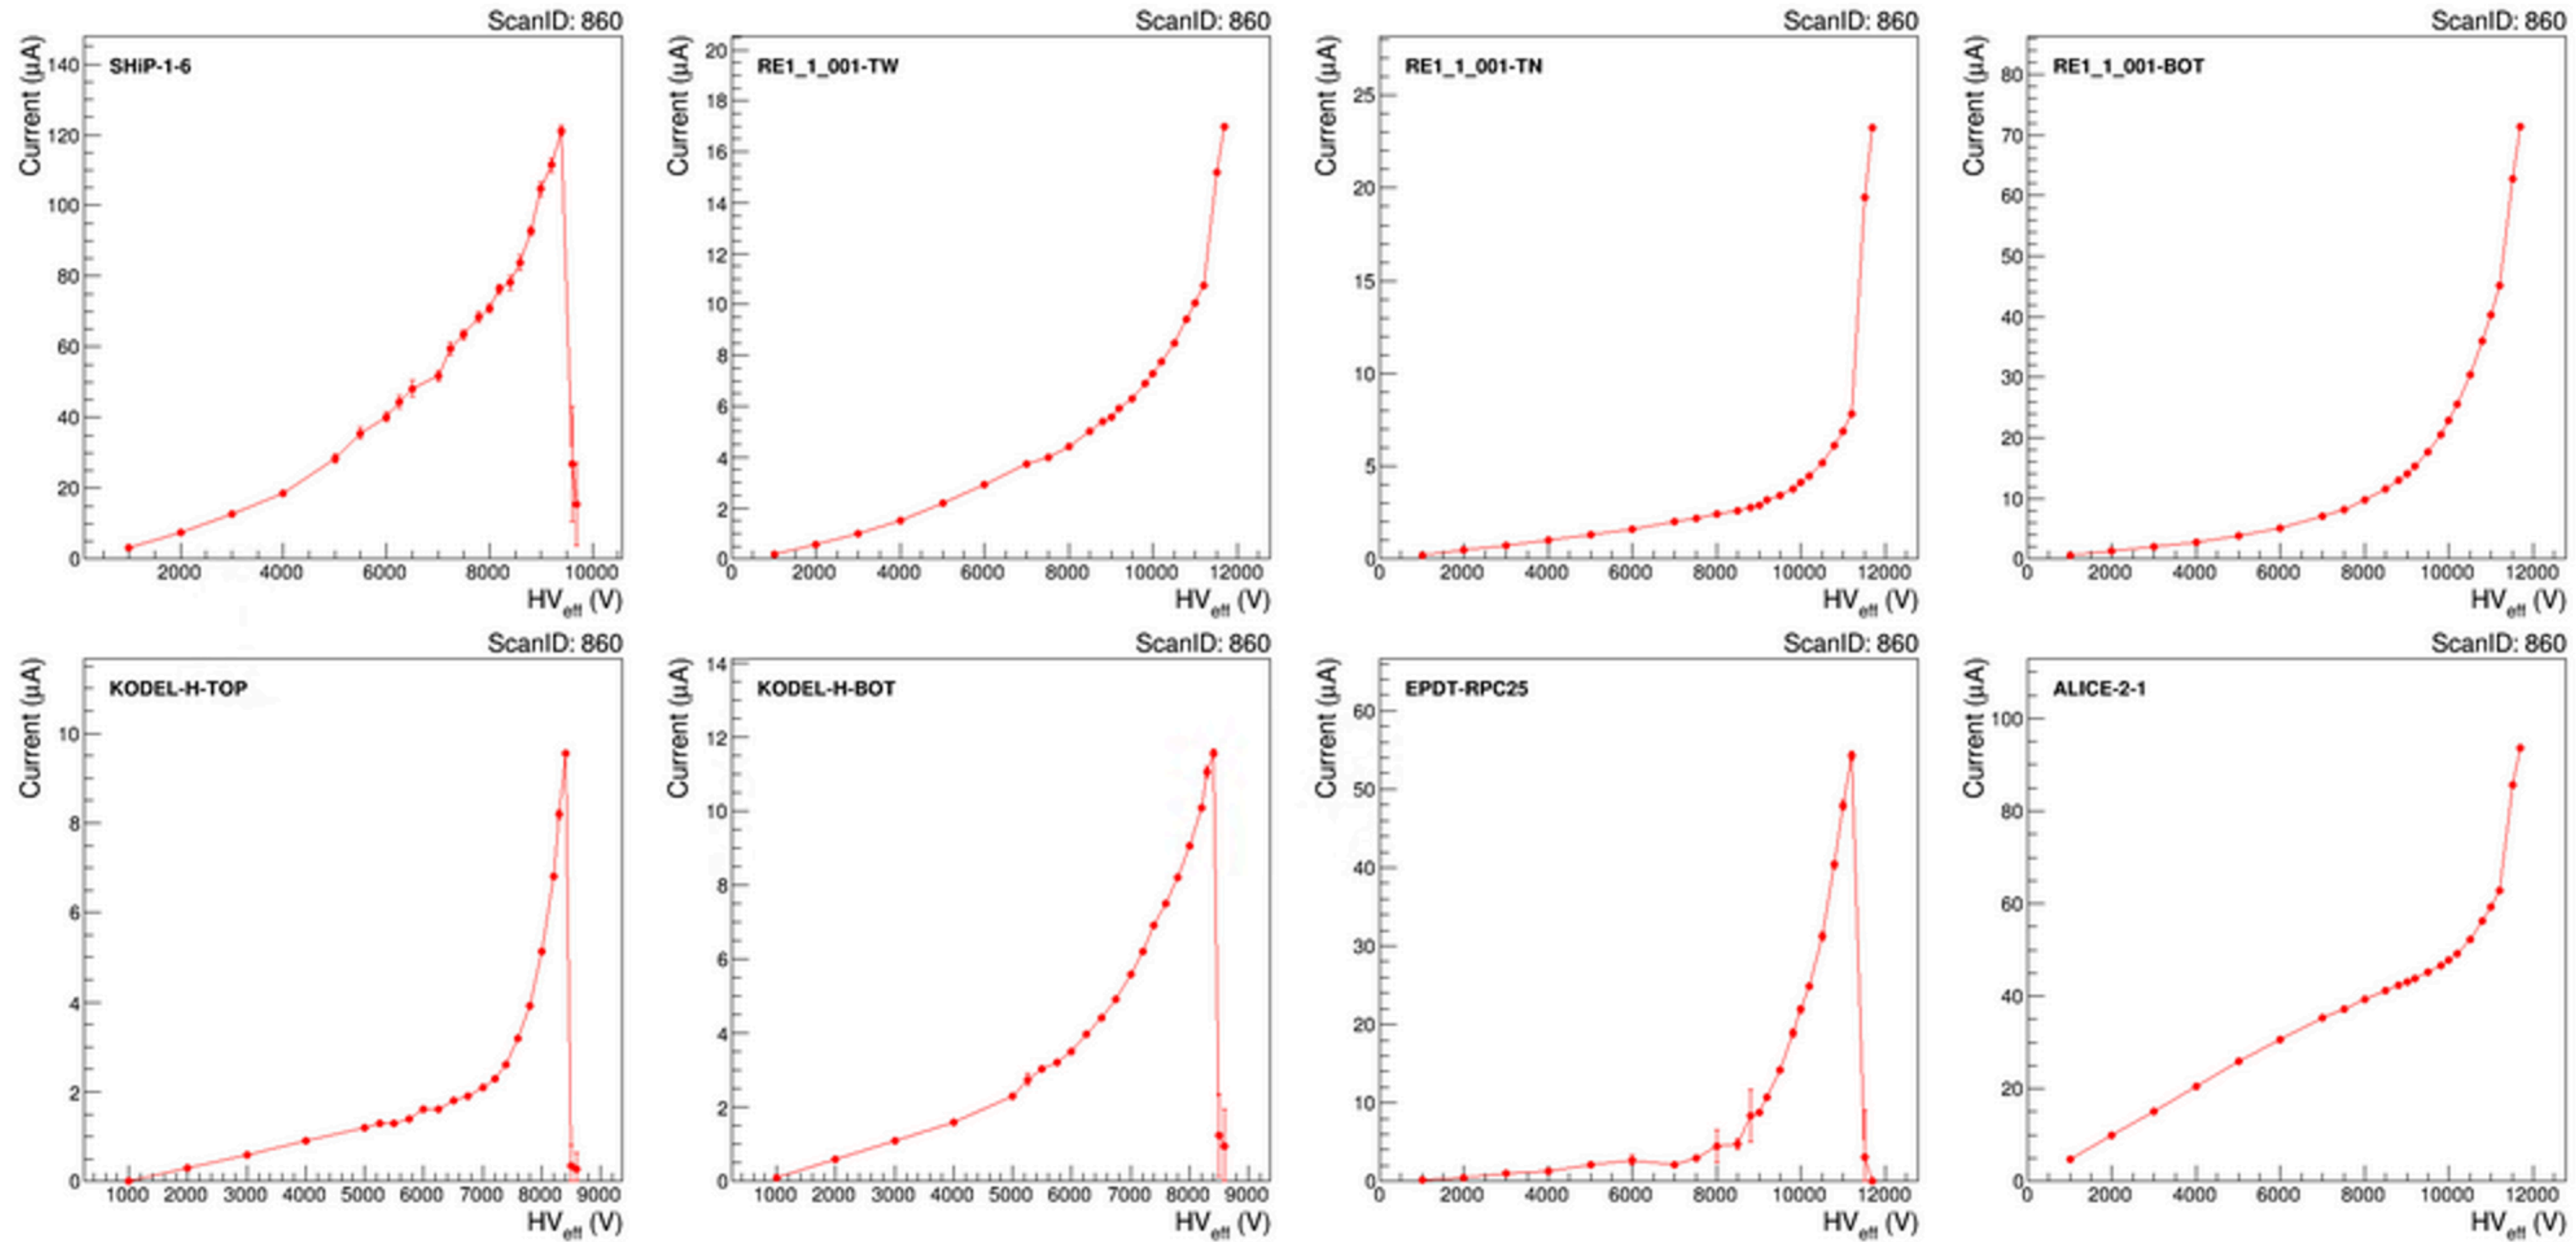 ScanID: 860
SHiP-1-6
Current (μA)
140
120
100
80
60
40
20
0
2000 4000 6000 8000 10000
HVeff (V)
ScanID: 860
RE1_1_001-TW
Current (μA)
20
18
16
14
12
10
8
6
4
2
0
0 2000 4000 6000 8000 10000 12000
HVeff (V)
ScanID: 860
RE1_1_001-TN
Current (μA)
25
20
15
10
5
0
0 2000 4000 6000 8000 10000 12000
HVeff (V)
ScanID: 860
RE1_1_001-BOT
Current (μA)
80
70
60
50
40
30
20
10
0
0 2000 4000 6000 8000 10000 12000
HVeff (V)
ScanID: 860
KODEL-H-TOP
Current (μA)
10
8
6
4
2
0
1000 2000 3000 4000 5000 6000 7000 8000 9000
HVeff (V)
ScanID: 860
KODEL-H-BOT
Current (μA)
14
12
10
8
6
4
2
0
1000 2000 3000 4000 5000 6000 7000 8000 9000
HVeff (V)
ScanID: 860
EPDT-RPC25
Current (μA)
60
50
40
30
20
10
0
0 2000 4000 6000 8000 10000 12000
HVeff (V)
ScanID: 860
ALICE-2-1
Current (μA)
100
80
60
40
20
0
0 2000 4000 6000 8000 10000 12000
HVeff (V)